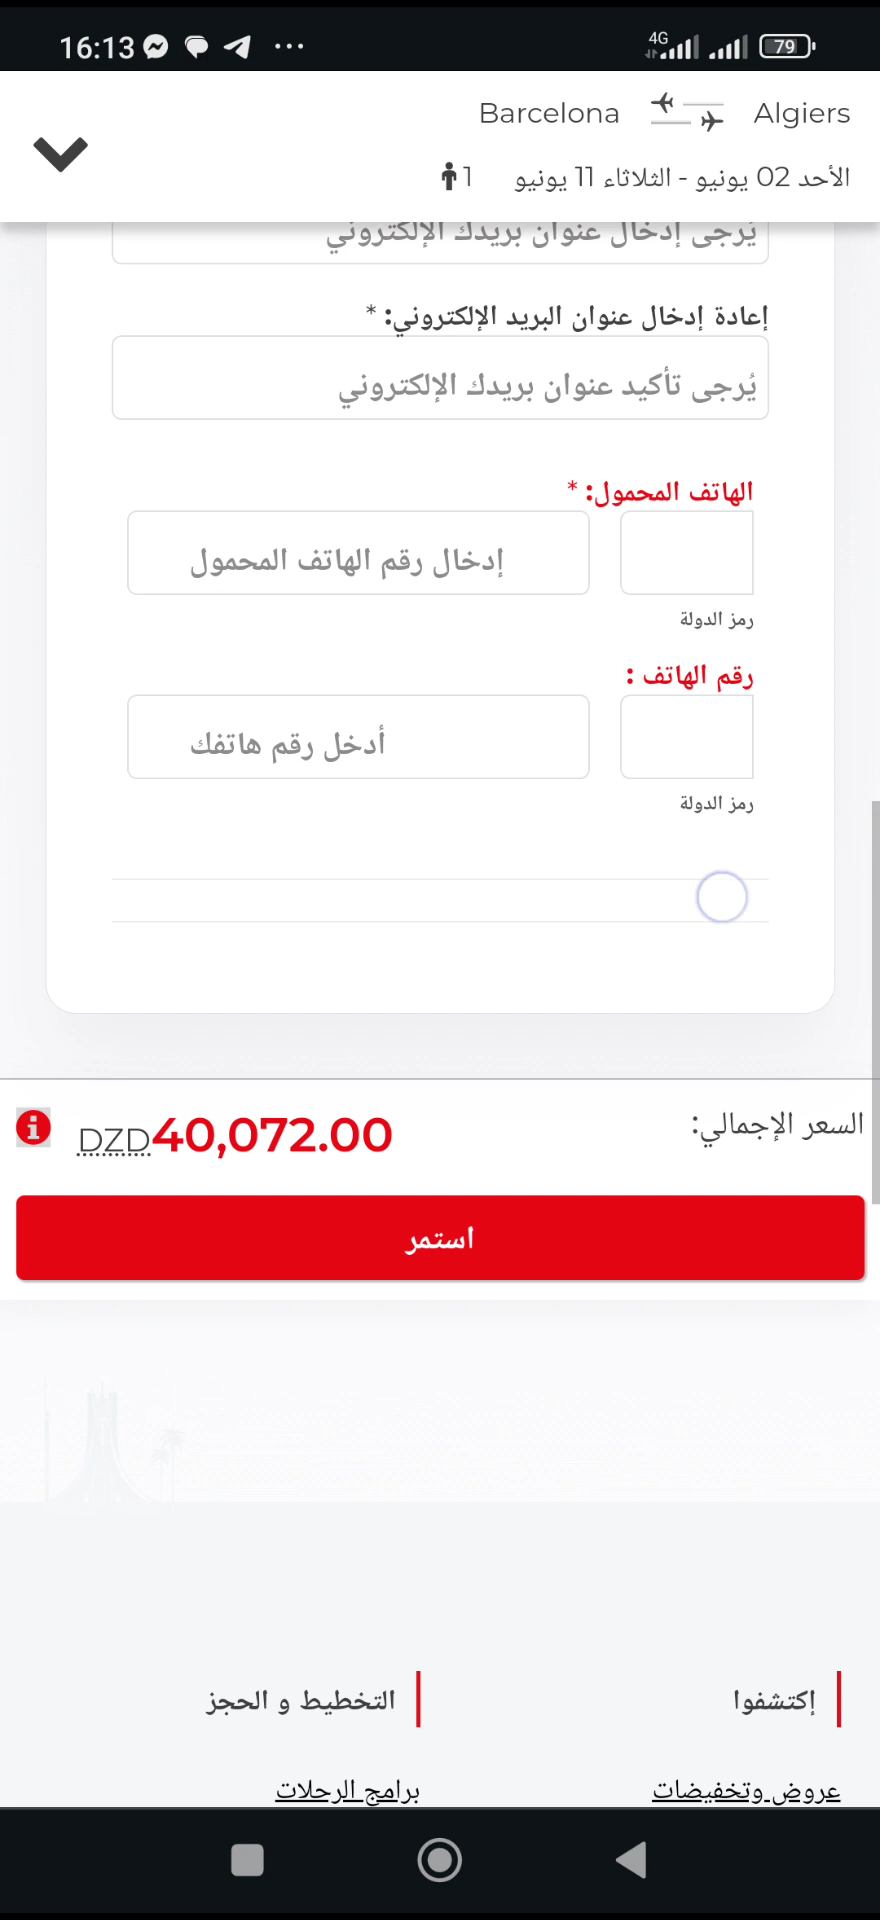 16:13
4G
79
Algiers
Barcelona
الأحد 02 يونيو - الثلاثاء 11 يونيو
1
يُرجى إدخال عنوان بريدك الإلكتروني
إعادة إدخال عنوان البريد الإلكتروني: *
يُرجى تأكيد عنوان بريدك الإلكتروني
الهاتف المحمول: *
إدخال رقم الهاتف المحمول
رمز الدولة
رقم الهاتف :
أدخل رقم هاتفك
رمز الدولة
السعر الإجمالي:
DZD40,072.00
استمر
إكتشفوا
التخطيط و الحجز
عروض وتخفيضات
برامج الرحلات